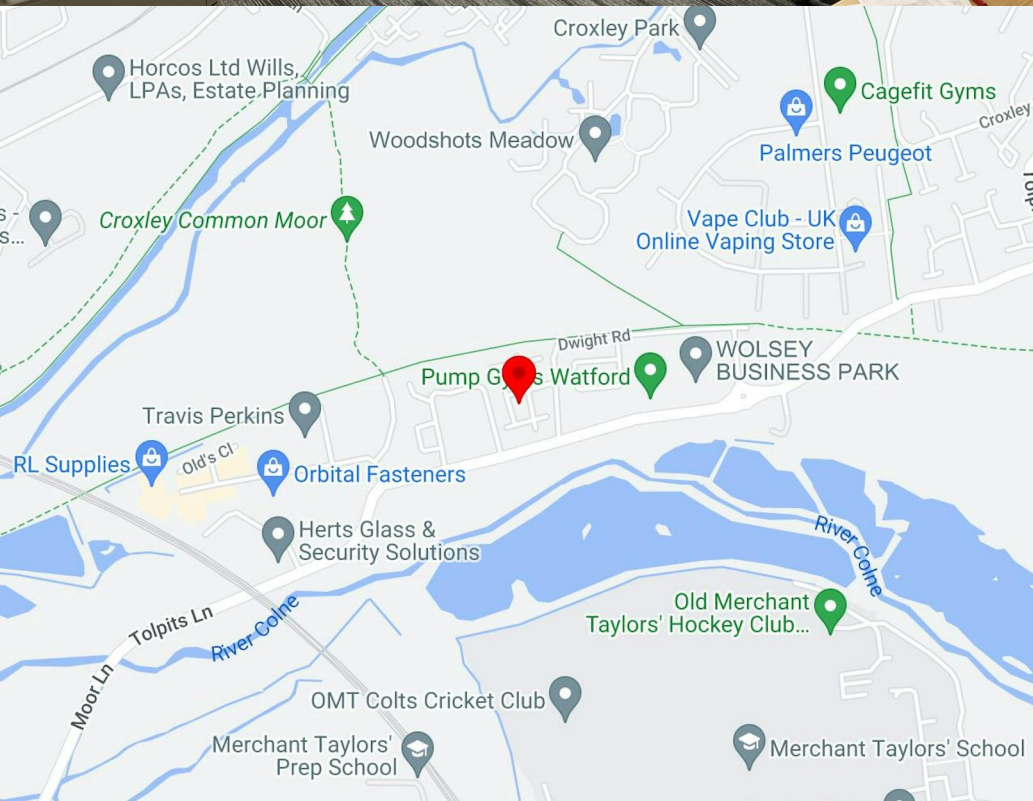 Croxley Park
Horcos Ltd Wills,
LPAs, Estate Planning
Cagefit Gyms
Croxley
Woodshots Meadow
Palmers Peugeot
s -
s...
Croxley Common Moor
Vape Club - UK
Online Vaping Store
Dwight Rd
WOLSEY
BUSINESS PARK
Watford
Travis Perkins
Old's Cl
RL Supplies
Orbital Fasteners
Herts Glass &
Security Solutions
River Colne
Old Merchant
Taylors' Hockey Club...
Tolpits Ln
River Colne
Moor Ln
OMT Colts Cricket Club
Merchant Taylors'
Prep School
Merchant Taylors' School